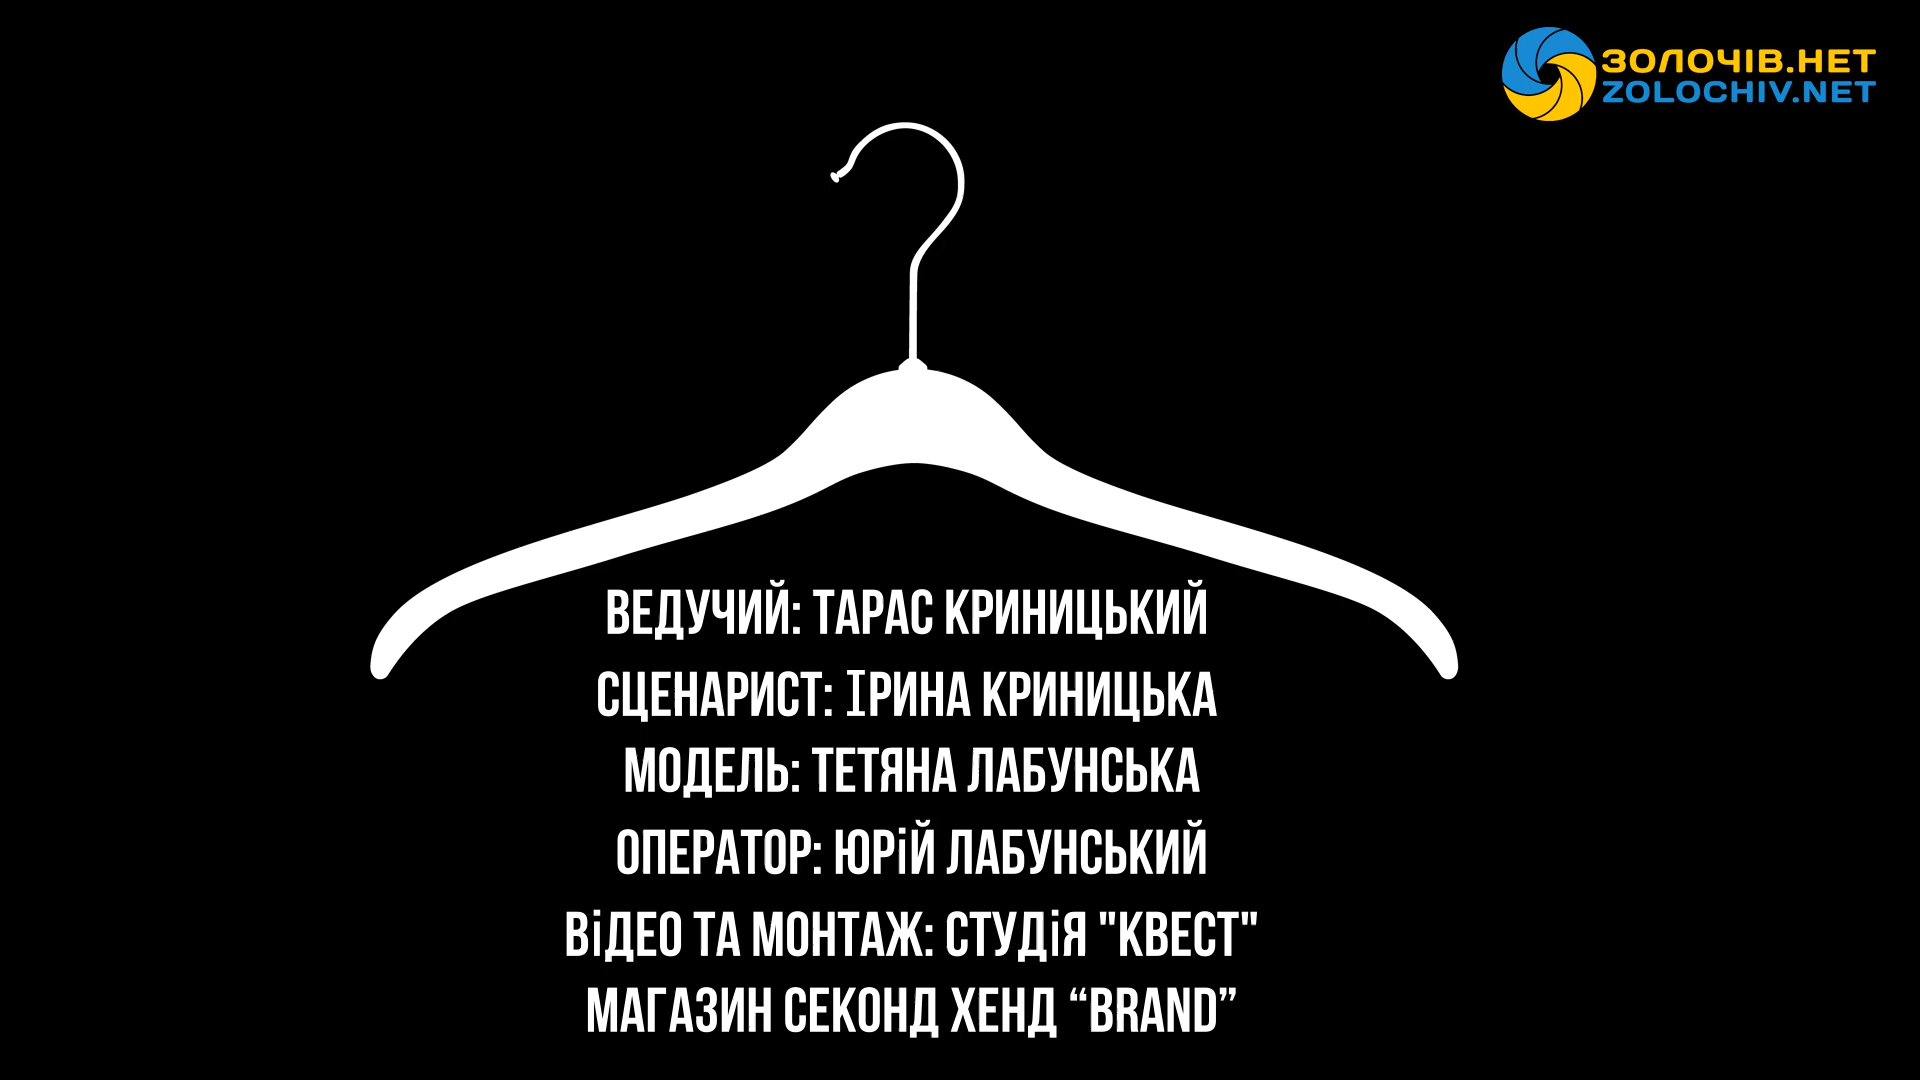 ЗОЛОЧІВ.НЕТ
ZOLOCHIV.NET
ВЕДУЧИЙ: ТАРАС КРИНИЦЬКИЙ
СЦЕНАРИСТ: ІРИНА КРИНИЦЬКА
МОДЕЛЬ: ТЕТЯНА ЛАБУНСЬКА
ОПЕРАТОР: ЮРіЙ ЛАБУНСЬКИЙ
ВіДЕО ТА МОНТАЖ: СТУДіЯ "КВЕСТ"
МАГАЗИН СЕКОНД ХЕНД “BRAND”